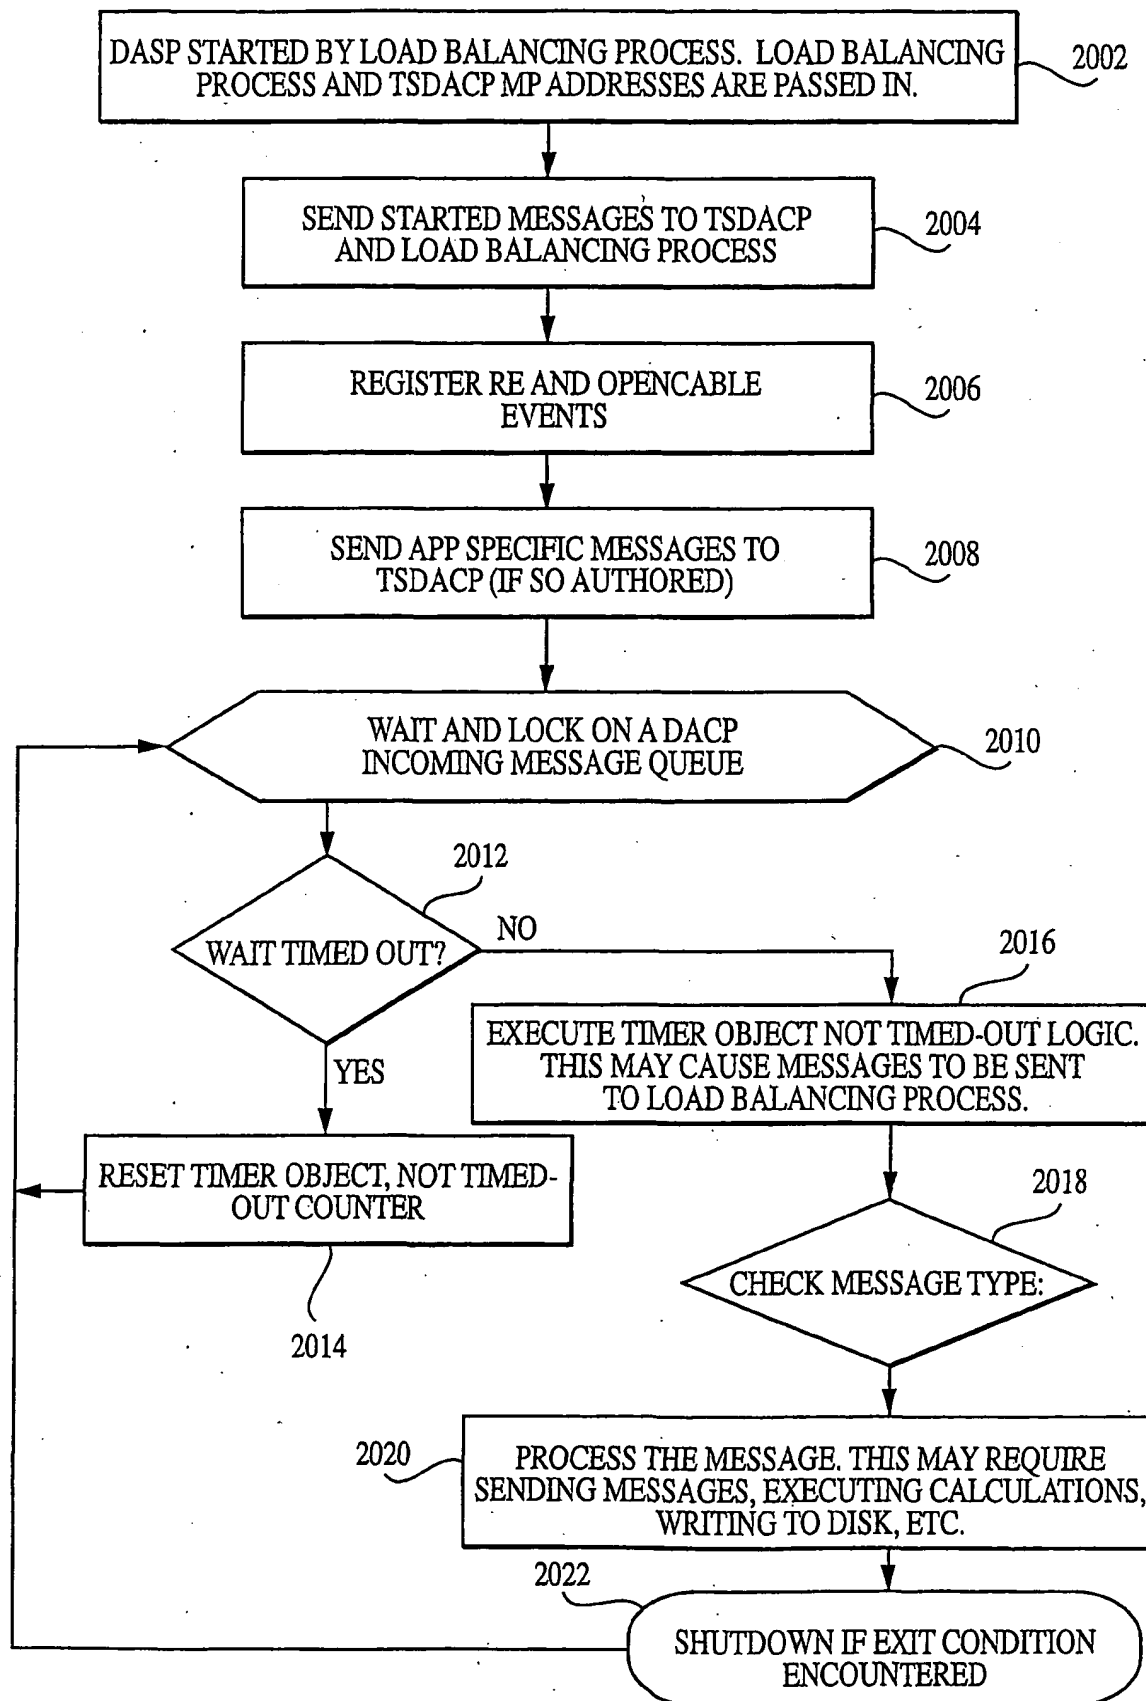 DASP STARTED BY LOAD BALANCING PROCESS. LOAD BALANCING
PROCESS AND TSDACP MP ADDRESSES ARE PASSED IN.
2002
SEND STARTED MESSAGES TO TSDACP
AND LOAD BALANCING PROCESS
2004
REGISTER RE AND OPENCABLE
EVENTS
2006
SEND APP SPECIFIC MESSAGES TO
TSDACP (IF SO AUTHORED)
2008
WAIT AND LOCK ON A DACP
INCOMING MESSAGE QUEUE
2010
2012
WAIT TIMED OUT?
NO
YES
2016
EXECUTE TIMER OBJECT NOT TIMED-OUT LOGIC.
THIS MAY CAUSE MESSAGES TO BE SENT
TO LOAD BALANCING PROCESS.
RESET TIMER OBJECT, NOT TIMED-
OUT COUNTER
2014
2018
CHECK MESSAGE TYPE:
2020
PROCESS THE MESSAGE. THIS MAY REQUIRE
SENDING MESSAGES, EXECUTING CALCULATIONS,
WRITING TO DISK, ETC.
2022
SHUTDOWN IF EXIT CONDITION
ENCOUNTERED